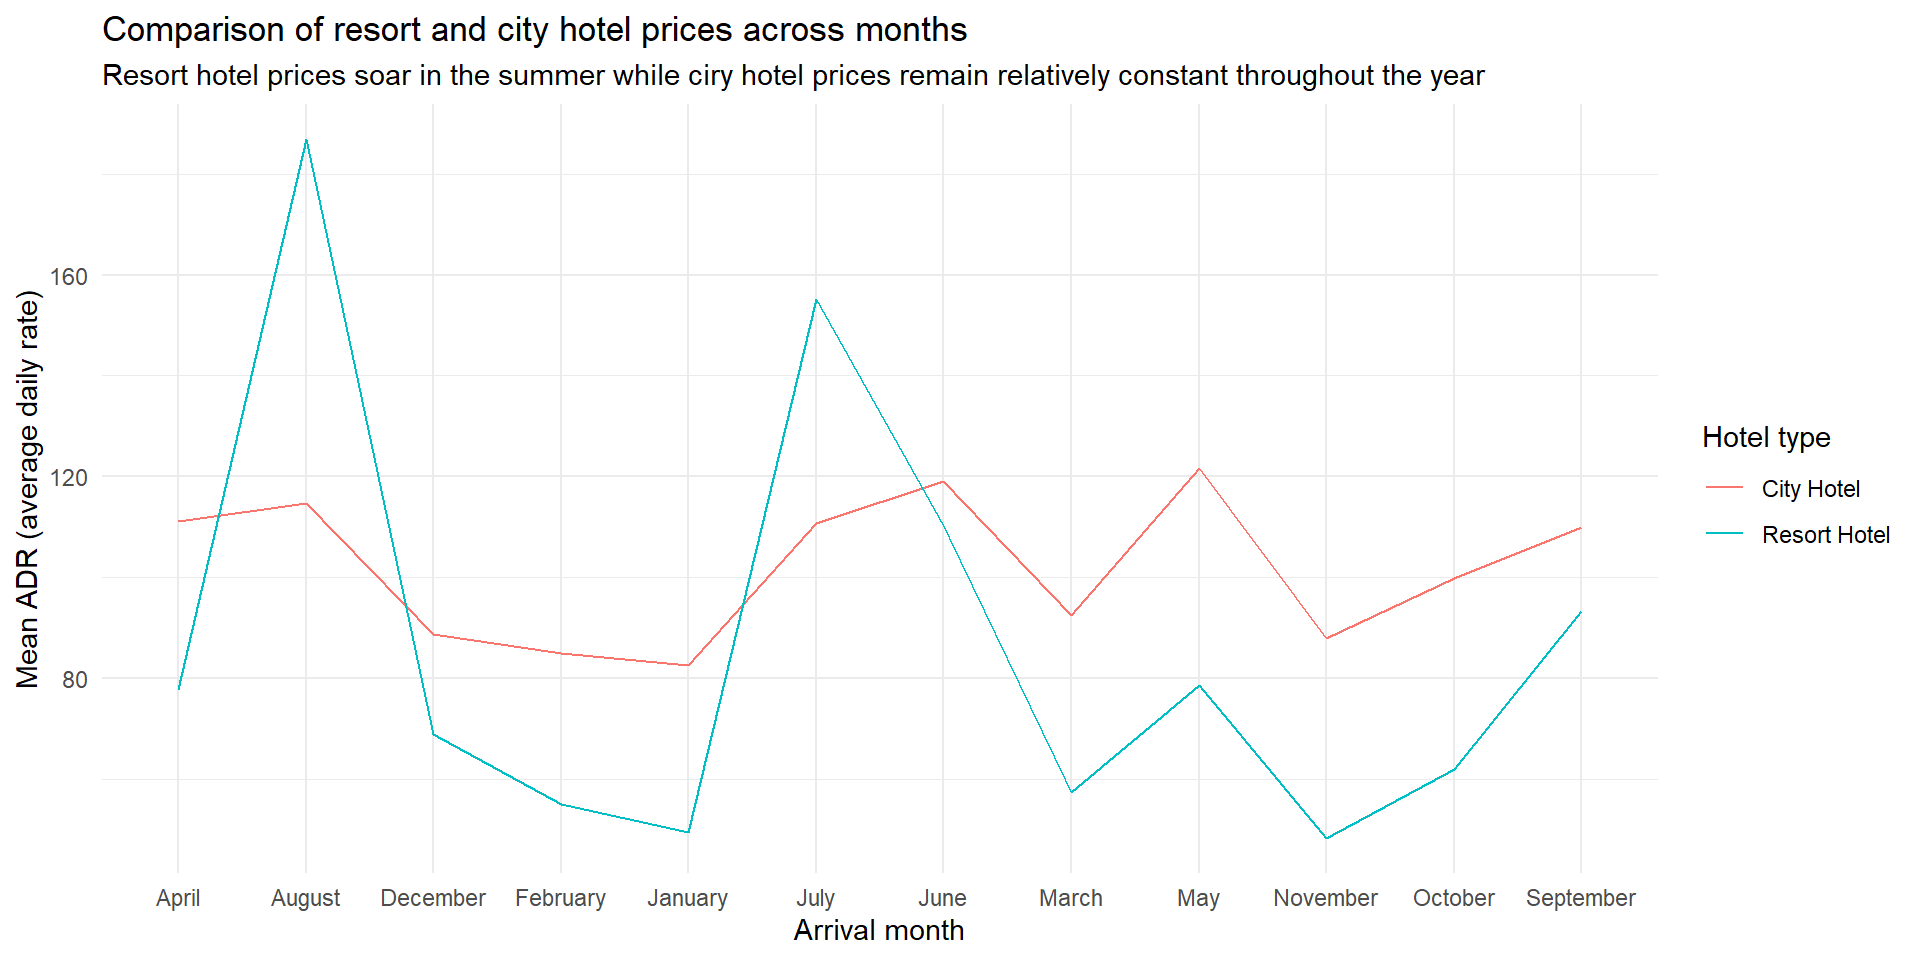 Comparison of resort and city hotel prices across months
Resort hotel prices soar in the summer while ciry hotel prices remain relatively constant throughout the year
Mean ADR (average daily rate)
160
120
80
April August December February January July June March May November October September
Arrival month
Hotel type
City Hotel
Resort Hotel